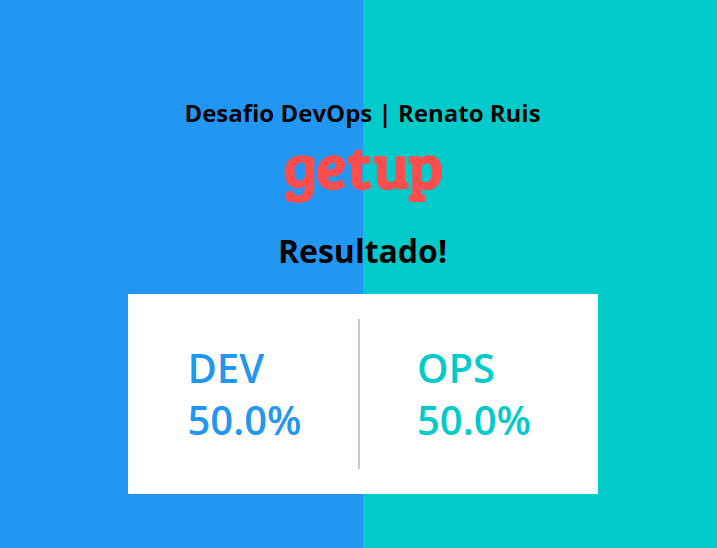 Desafio DevOps | Renato Ruis
getup
Resultado!
DEV
50.0%
OPS
50.0%